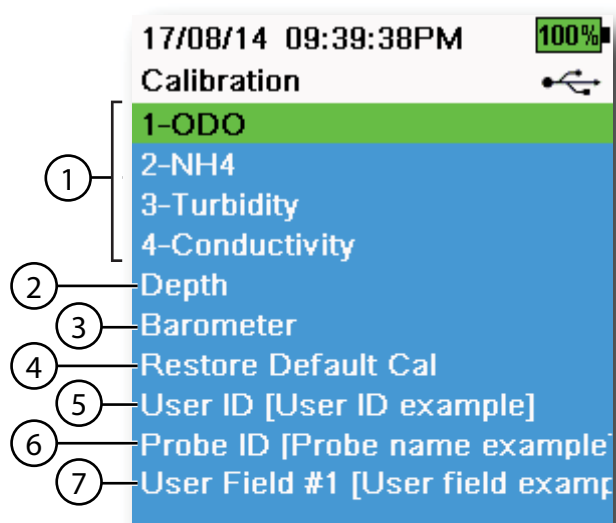 17/08/14 09:39:38PM 100%
Calibration
1 1-ODO
2-NH4
3-Turbidity
4-Conductivity
2 Depth
3 Barometer
4 Restore Default Cal
5 User ID [User ID example]
6 Probe ID [Probe name example]
7 User Field #1 [User field examp